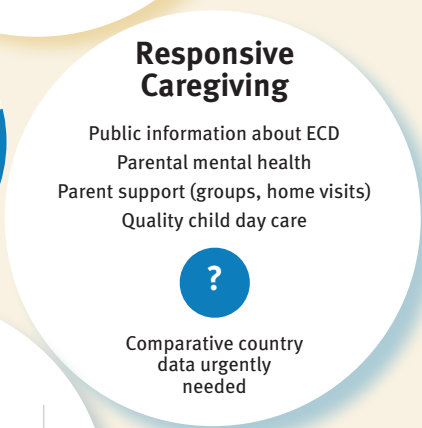 Responsive
Caregiving
Public information about ECD
Parental mental health
Parent support (groups, home visits)
Quality child day care
?
Comparative country
data urgently
needed